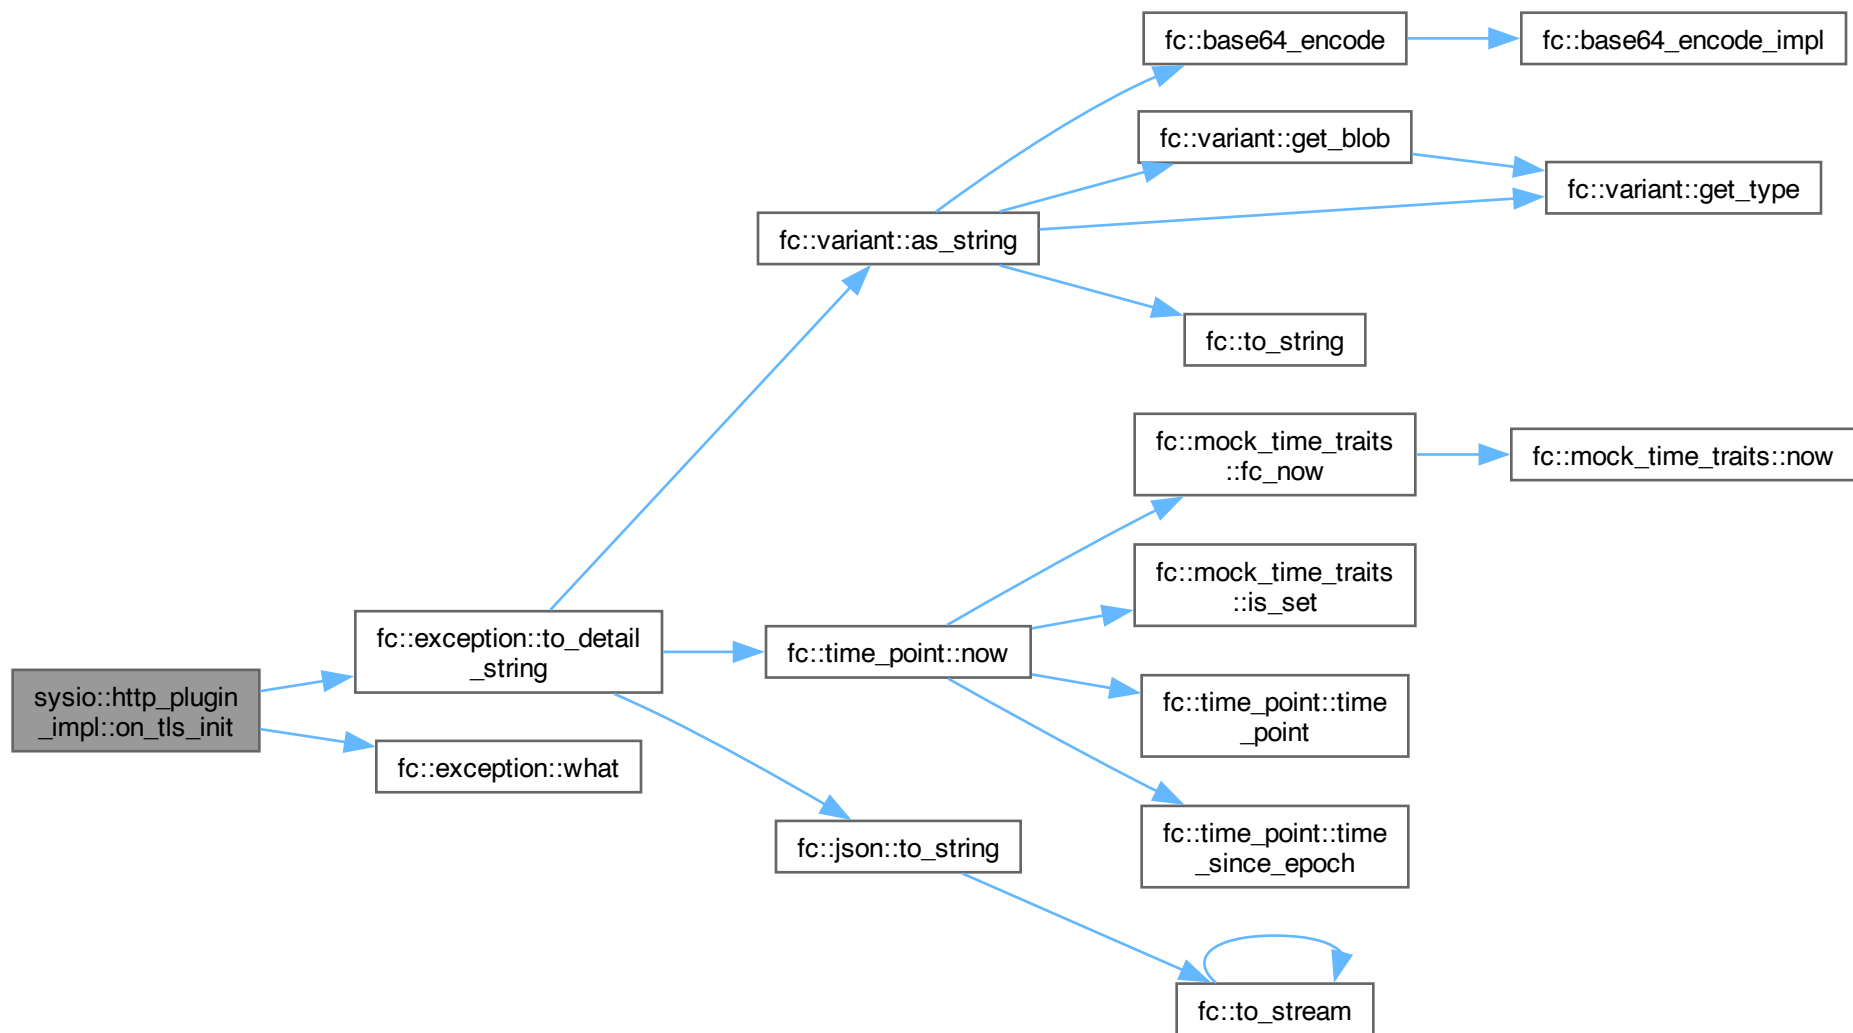 fc::base64_encode
fc::base64_encode_impl
fc::variant::get_blob
fc::variant::get_type
fc::variant::as_string
fc::to_string
fc::mock_time_traits
::fc_now
fc::mock_time_traits::now
fc::mock_time_traits
::is_set
fc::exception::to_detail
_string
fc::time_point::now
sysio::http_plugin
_impl::on_tls_init
fc::time_point::time
_point
fc::exception::what
fc::json::to_string
fc::time_point::time
_since_epoch
fc::to_stream